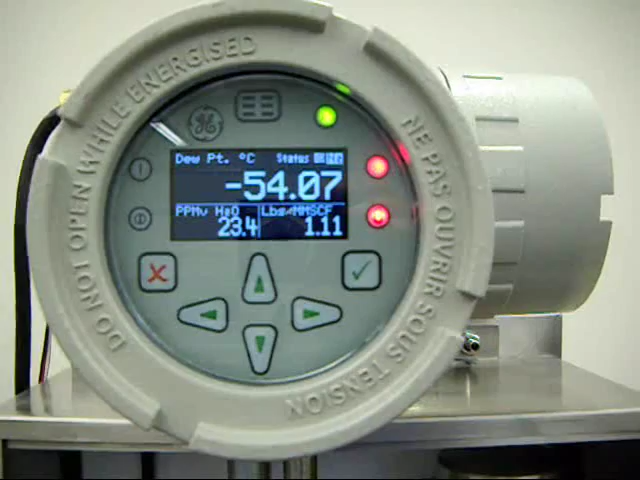 DO NOT OPEN WHILE ENERGISED
NE PAS OUVRIR SOUS TENSION
GE
Dew Pt. °C Status
-54.07
PPMv H2O Lbs/MMSCF
23.4 1.11